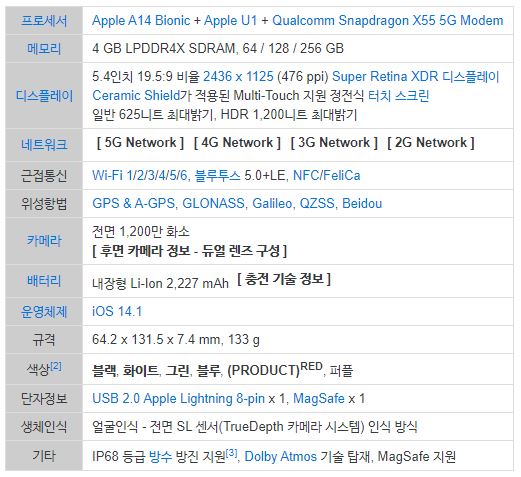 프로세서 Apple A14 Bionic + Apple U1 + Qualcomm Snapdragon X55 5G Modem
메모리 4 GB LPDDR4X SDRAM, 64 / 128 / 256 GB
디스플레이 5.4인치 19.5:9 비율 2436 x 1125 (476 ppi) Super Retina XDR 디스플레이
Ceramic Shield가 적용된 Multi-Touch 지원 정전식 터치 스크린
일반 625니트 최대밝기, HDR 1,200니트 최대밝기
네트워크 [ 5G Network ] [ 4G Network ] [ 3G Network ] [ 2G Network ]
근접통신 Wi-Fi 1/2/3/4/5/6, 블루투스 5.0+LE, NFC/FeliCa
위성항법 GPS & A-GPS, GLONASS, Galileo, QZSS, Beidou
카메라 전면 1,200만 화소
[ 후면 카메라 정보 - 듀얼 렌즈 구성 ]
배터리 내장형 Li-Ion 2,227 mAh [ 충전 기술 정보 ]
운영체제 iOS 14.1
규격 64.2 x 131.5 x 7.4 mm, 133 g
색상[2] 블랙, 화이트, 그린, 블루, (PRODUCT)RED, 퍼플
단자정보 USB 2.0 Apple Lightning 8-pin x 1, MagSafe x 1
생체인식 얼굴인식 - 전면 SL 센서(TrueDepth 카메라 시스템) 인식 방식
기타 IP68 등급 방수 방진 지원[3], Dolby Atmos 기술 탑재, MagSafe 지원